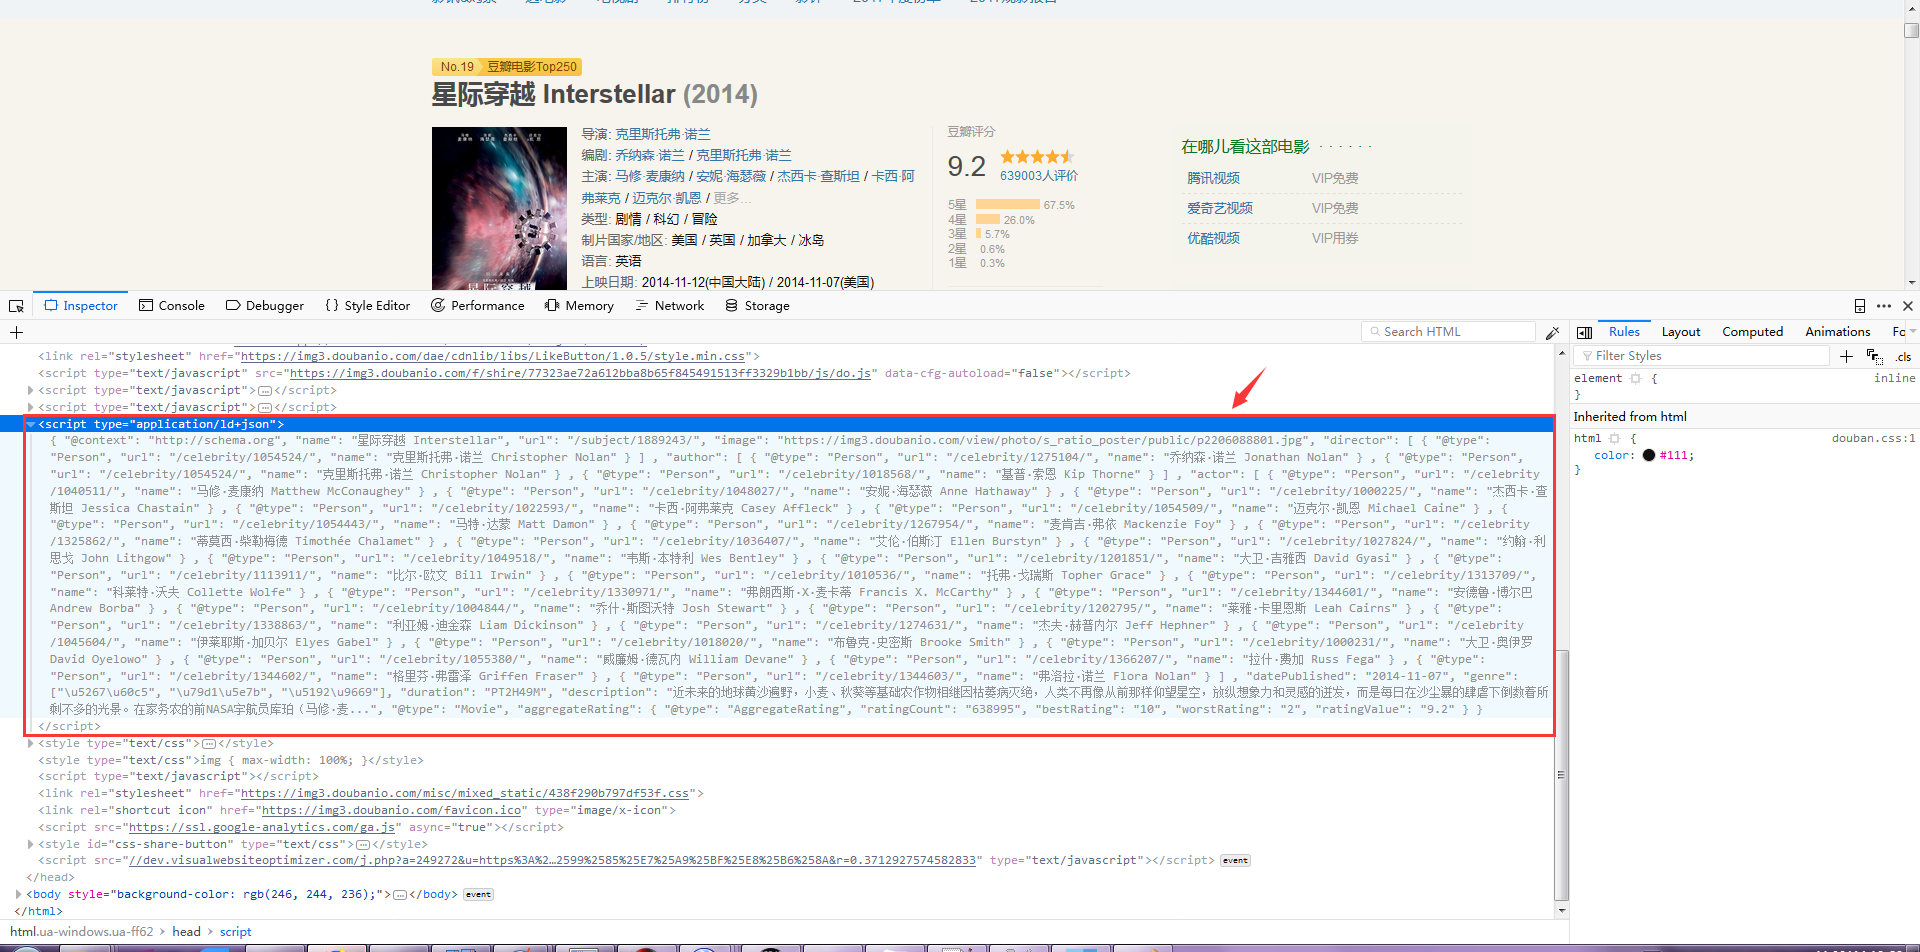 No.19 豆瓣电影Top250
星际穿越 Interstellar (2014)
导演: 克里斯托弗·诺兰
编剧: 乔纳森·诺兰 / 克里斯托弗·诺兰
主演: 马修·麦康纳 / 安妮·海瑟薇 / 杰西卡·查斯坦 / 卡西·阿
弗莱克 / 迈克尔·凯恩 / 更多...
类型: 剧情 / 科幻 / 冒险
制片国家/地区: 美国 / 英国 / 加拿大 / 冰岛
语言: 英语
上映日期: 2014-11-12(中国大陆) / 2014-11-07(美国)
豆瓣评分
9.2
639003人评价
5星 67.5%
4星 26.0%
3星 5.7%
2星 0.6%
1星 0.3%
在哪儿看这部电影 · · · · · ·
腾讯视频 VIP免费
爱奇艺视频 VIP免费
优酷视频 VIP用券
Inspector Console Debugger {} Style Editor Performance Memory Network Storage
Search HTML
<link rel="stylesheet" href="https://img3.doubanio.com/dae/cdnlib/libs/LikeButton/1.0.5/style.min.css">
<script type="text/javascript" src="https://img3.doubanio.com/f/shire/77323ae72a612bba8b65f845491513ff3329b1bb/js/do.js" data-cfg-autoload="false"></script>
<script type="text/javascript"></script>
<script type="text/javascript"></script>
<script type="application/ld+json">
{ "@context": "http://schema.org", "name": "星际穿越 Interstellar", "url": "/subject/1889243/", "image": "https://img3.doubanio.com/view/photo/s_ratio_poster/public/p2206088801.jpg", "director": [ { "@type":
"Person", "url": "/celebrity/1054524/", "name": "克里斯托弗·诺兰 Christopher Nolan" } ] , "author": [ { "@type": "Person", "url": "/celebrity/1275104/", "name": "乔纳森·诺兰 Jonathan Nolan" } , { "@type": "Person",
"url": "/celebrity/1054524/", "name": "克里斯托弗·诺兰 Christopher Nolan" } , { "@type": "Person", "url": "/celebrity/1018568/", "name": "基普·索恩 Kip Thorne" } ] , "actor": [ { "@type": "Person", "url": "/celebrity
/1040511/", "name": "马修·麦康纳 Matthew McConaughey" } , { "@type": "Person", "url": "/celebrity/1048027/", "name": "安妮·海瑟薇 Anne Hathaway" } , { "@type": "Person", "url": "/celebrity/1000225/", "name": "杰西卡·查
斯坦 Jessica Chastain" } , { "@type": "Person", "url": "/celebrity/1022593/", "name": "卡西·阿弗莱克 Casey Affleck" } , { "@type": "Person", "url": "/celebrity/1054509/", "name": "迈克尔·凯恩 Michael Caine" } , {
"@type": "Person", "url": "/celebrity/1054443/", "name": "马特·达蒙 Matt Damon" } , { "@type": "Person", "url": "/celebrity/1267954/", "name": "麦肯吉·弗依 Mackenzie Foy" } , { "@type": "Person", "url": "/celebrity
/1325862/", "name": "蒂莫西·柴勒梅德 Timothée Chalamet" } , { "@type": "Person", "url": "/celebrity/1036407/", "name": "艾伦·伯斯汀 Ellen Burstyn" } , { "@type": "Person", "url": "/celebrity/1027824/", "name": "约翰·利
思戈 John Lithgow" } , { "@type": "Person", "url": "/celebrity/1049518/", "name": "韦斯·本特利 Wes Bentley" } , { "@type": "Person", "url": "/celebrity/1201851/", "name": "大卫·吉雅西 David Gyasi" } , { "@type":
"Person", "url": "/celebrity/1113911/", "name": "比尔·欧文 Bill Irwin" } , { "@type": "Person", "url": "/celebrity/1010536/", "name": "托弗·戈瑞斯 Topher Grace" } , { "@type": "Person", "url": "/celebrity/1313709/",
"name": "科莱特·沃夫 Collette Wolfe" } , { "@type": "Person", "url": "/celebrity/1330971/", "name": "弗朗西斯·X·麦卡蒂 Francis X. McCarthy" } , { "@type": "Person", "url": "/celebrity/1344601/", "name": "安德鲁·博尔巴
Andrew Borba" } , { "@type": "Person", "url": "/celebrity/1004844/", "name": "乔什·斯图沃特 Josh Stewart" } , { "@type": "Person", "url": "/celebrity/1202795/", "name": "莱雅·卡里恩斯 Leah Cairns" } , { "@type":
"Person", "url": "/celebrity/1338863/", "name": "利亚姆·迪金森 Liam Dickinson" } , { "@type": "Person", "url": "/celebrity/1274631/", "name": "杰夫·赫普内尔 Jeff Hephner" } , { "@type": "Person", "url": "/celebrity
/1045604/", "name": "伊莱耶斯·加贝尔 Elyes Gabel" } , { "@type": "Person", "url": "/celebrity/1018020/", "name": "布鲁克·史密斯 Brooke Smith" } , { "@type": "Person", "url": "/celebrity/1000231/", "name": "大卫·奥伊罗
David Oyelowo" } , { "@type": "Person", "url": "/celebrity/1055380/", "name": "威廉姆·德瓦内 William Devane" } , { "@type": "Person", "url": "/celebrity/1366207/", "name": "拉什·费加 Russ Fega" } , { "@type":
"Person", "url": "/celebrity/1344602/", "name": "格里芬·弗雷泽 Griffen Fraser" } , { "@type": "Person", "url": "/celebrity/1344603/", "name": "弗洛拉·诺兰 Flora Nolan" } ] , "datePublished": "2014-11-07", "genre":
["\u5267\u60c5", "\u79d1\u5e7b", "\u5192\u9669"], "duration": "PT2H49M", "description": "近未来的地球黄沙遍野，小麦、秋葵等基础农作物相继因枯萎病灭绝，人类不再像从前那样仰望星空，放纵想象力和灵感的迸发，而是每日在沙尘暴的肆虐下倒数着所
剩不多的光景。在家务农的前NASA宇航员库珀（马修·麦...", "@type": "Movie", "aggregateRating": { "@type": "AggregateRating", "ratingCount": "638995", "bestRating": "10", "worstRating": "2", "ratingValue": "9.2" } }
</script>
<style type="text/css"></style>
<style type="text/css">img { max-width: 100%; }</style>
<script type="text/javascript"></script>
<link rel="stylesheet" href="https://img3.doubanio.com/misc/mixed_static/438f290b797df53f.css">
<link rel="shortcut icon" href="https://img3.doubanio.com/favicon.ico" type="image/x-icon">
<script src="https://ssl.google-analytics.com/ga.js" async="true"></script>
<style id="css-share-button" type="text/css"></style>
<script src="//dev.visualwebsiteoptimizer.com/j.php?a=249272&u=https%3A%2…2599%2585%25E7%25A9%25BF%25E8%25B6%258A&r=0.3712927574582833" type="text/javascript"></script> event
</head>
<body style="background-color: rgb(246, 244, 236);"></body> event
</html>
html.ua-windows.ua-ff62 > head > script
Rules Layout Computed Animations Fo
Filter Styles + .cls
element { inline
}
Inherited from html
html { douban.css:1
color: #111;
}